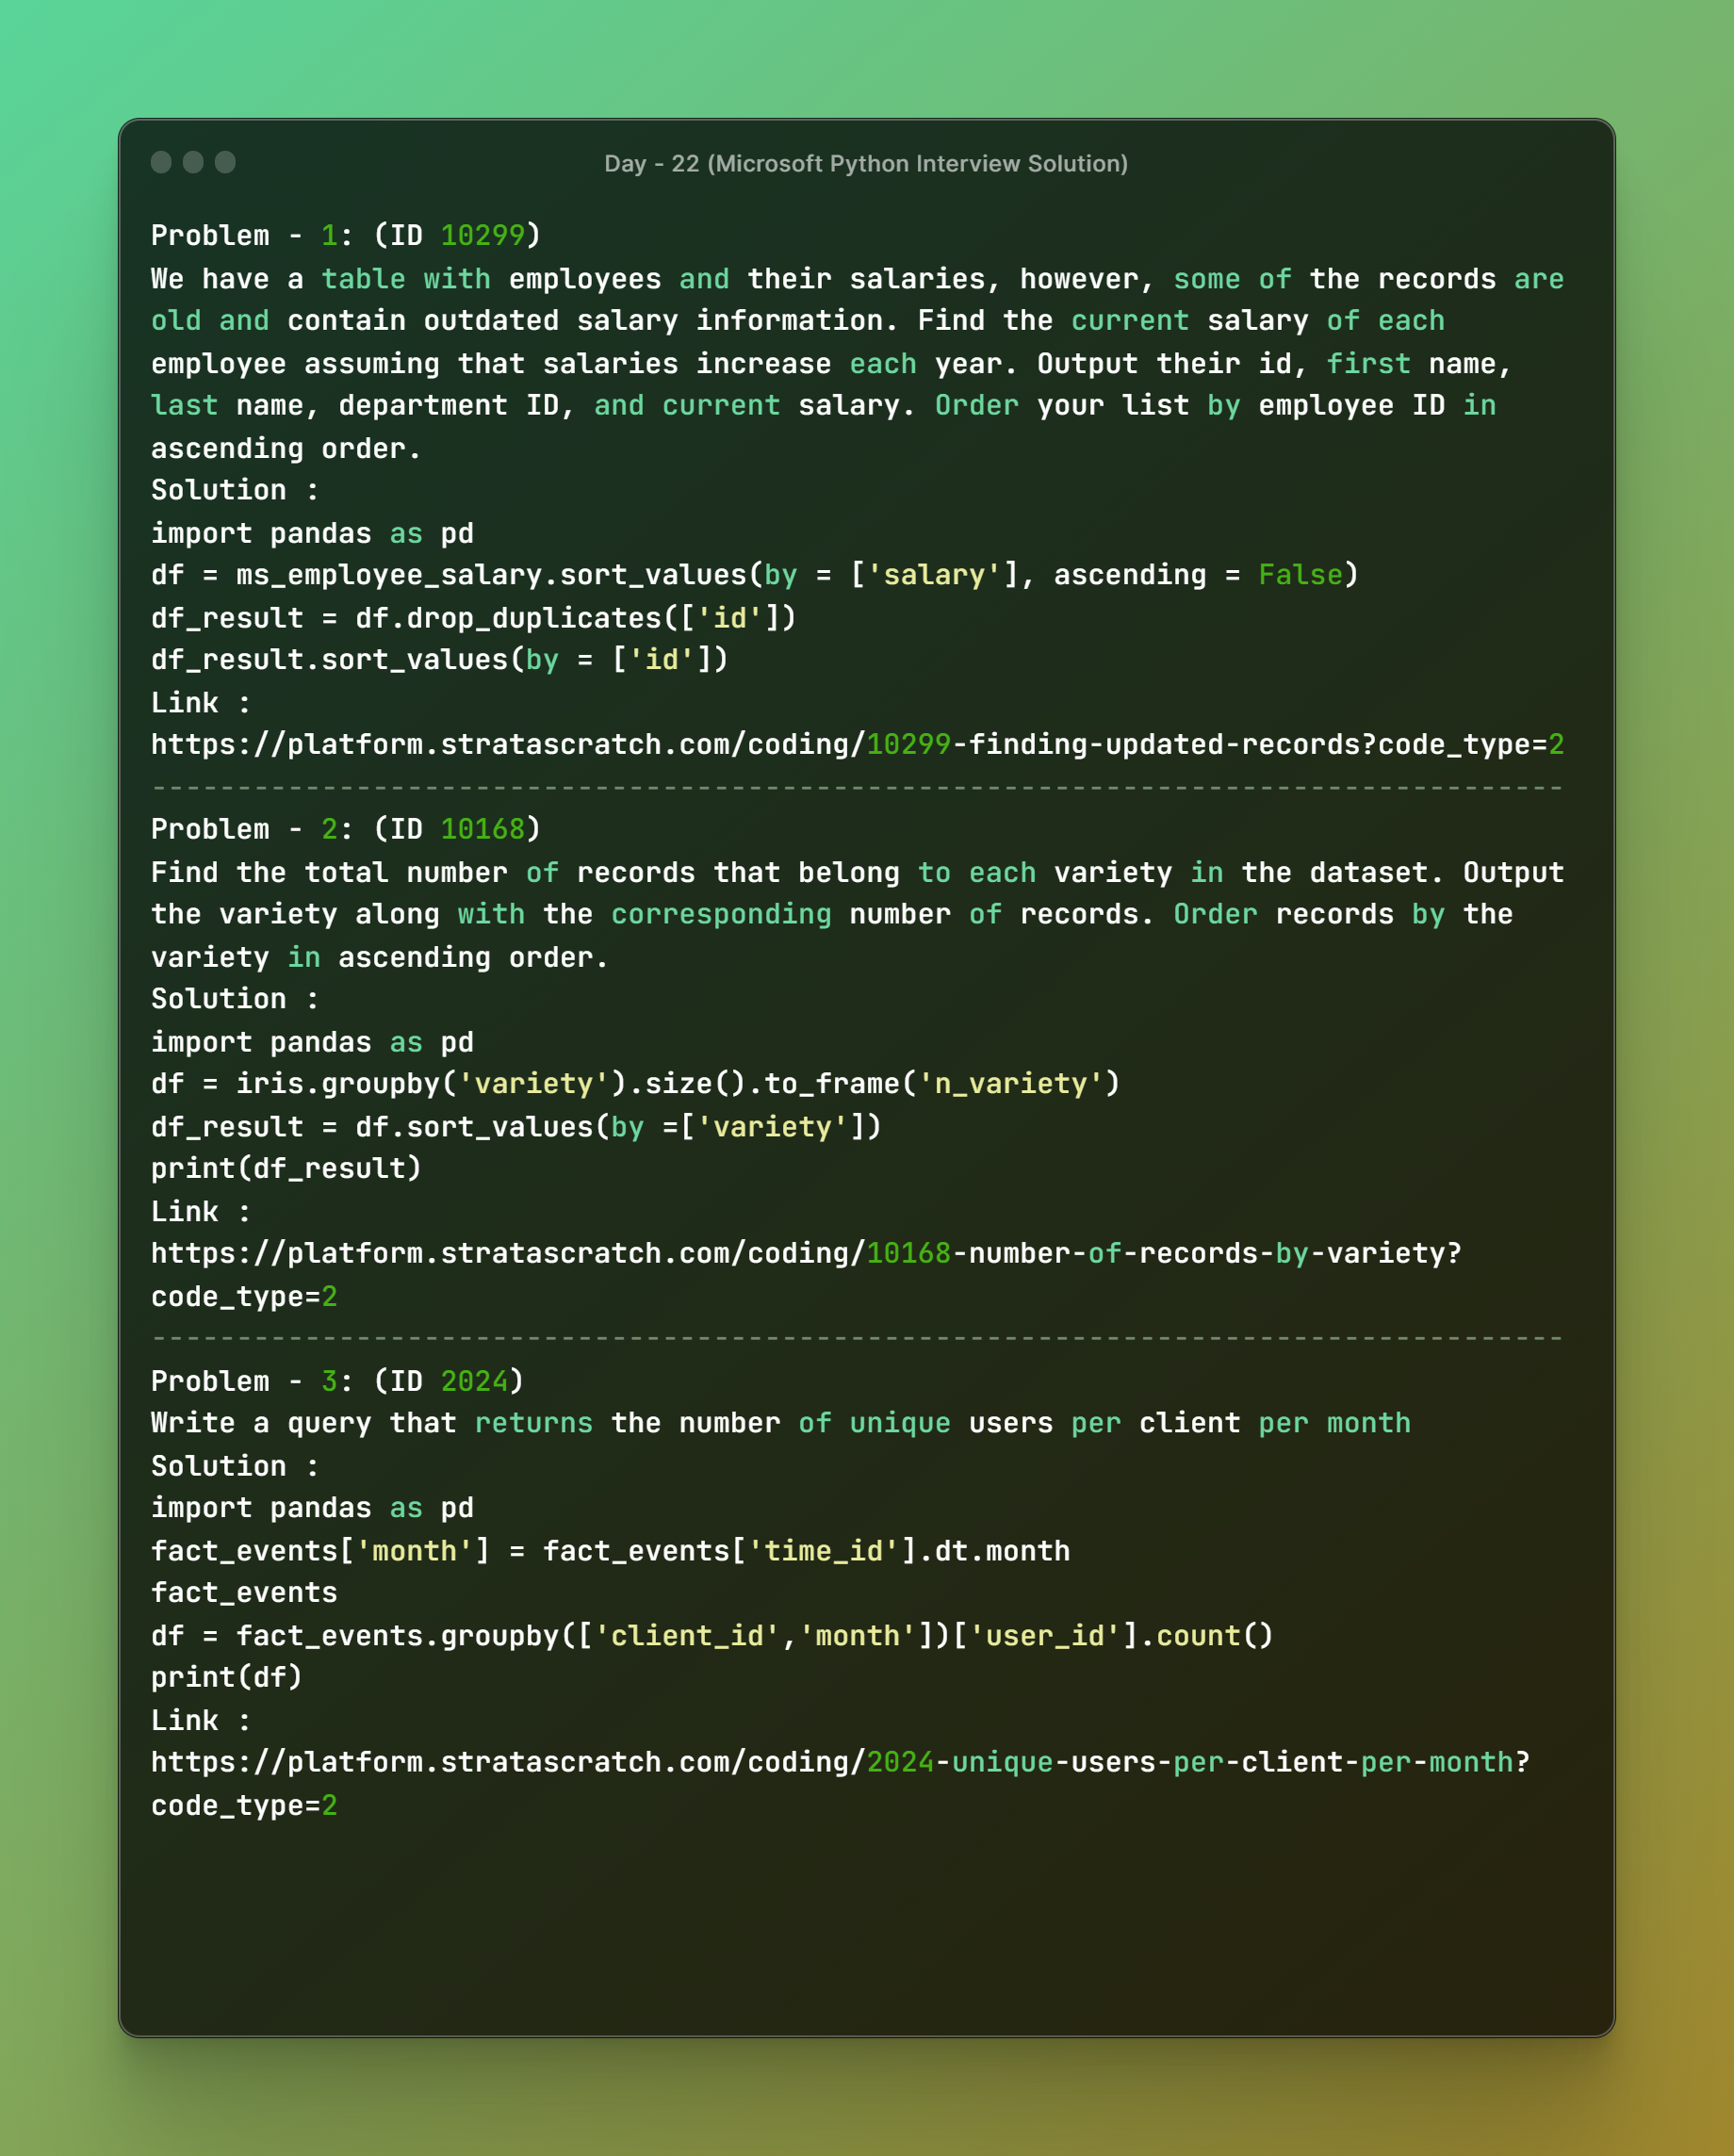 Day - 22 (Microsoft Python Interview Solution)
Problem - 1: (ID 10299)
We have a table with employees and their salaries, however, some of the records are
old and contain outdated salary information. Find the current salary of each
employee assuming that salaries increase each year. Output their id, first name,
last name, department ID, and current salary. Order your list by employee ID in
ascending order.
Solution :
import pandas as pd
df = ms_employee_salary.sort_values(by = ['salary'], ascending = False)
df_result = df.drop_duplicates(['id'])
df_result.sort_values(by = ['id'])
Link :
https://platform.stratascratch.com/coding/10299-finding-updated-records?code_type=2
-----------------------------------------------------------------------------------
Problem - 2: (ID 10168)
Find the total number of records that belong to each variety in the dataset. Output
the variety along with the corresponding number of records. Order records by the
variety in ascending order.
Solution :
import pandas as pd
df = iris.groupby('variety').size().to_frame('n_variety')
df_result = df.sort_values(by =['variety'])
print(df_result)
Link :
https://platform.stratascratch.com/coding/10168-number-of-records-by-variety?
code_type=2
-----------------------------------------------------------------------------------
Problem - 3: (ID 2024)
Write a query that returns the number of unique users per client per month
Solution :
import pandas as pd
fact_events['month'] = fact_events['time_id'].dt.month
fact_events
df = fact_events.groupby(['client_id','month'])['user_id'].count()
print(df)
Link :
https://platform.stratascratch.com/coding/2024-unique-users-per-client-per-month?
code_type=2